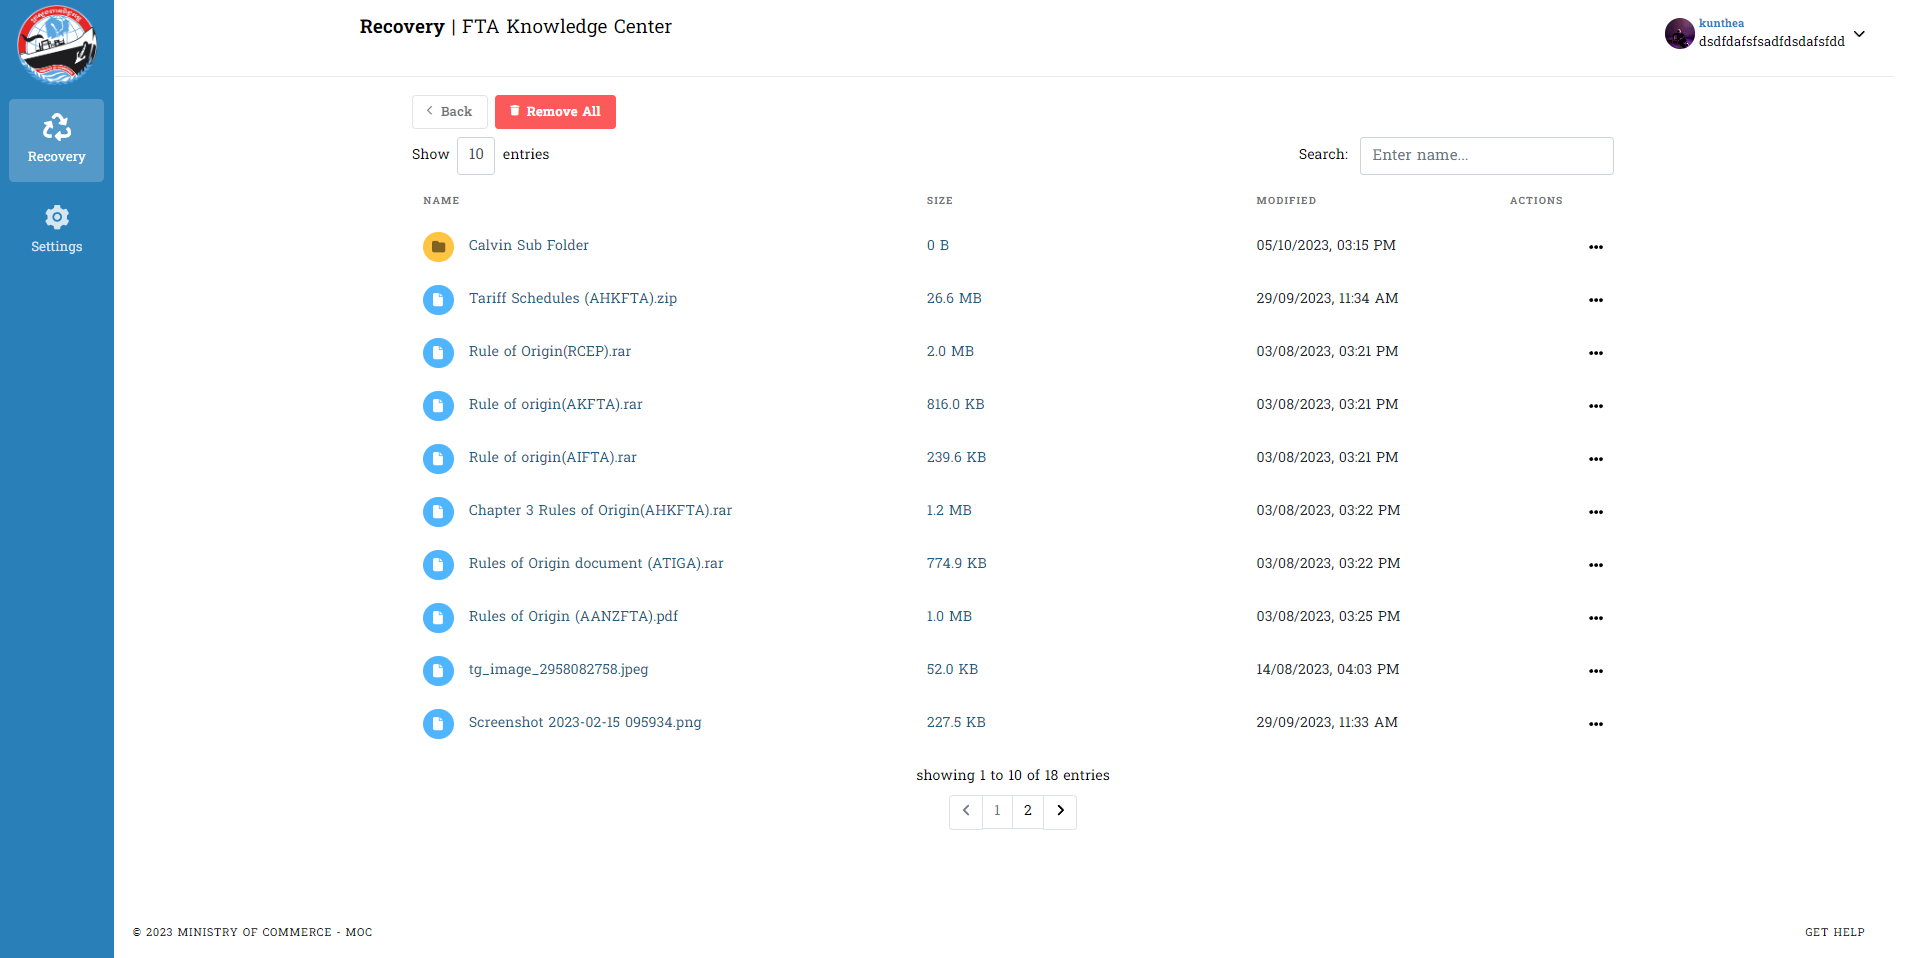 Recovery | FTA Knowledge Center
kunthea
dsdfdafsfsadfdsdafsfdd
Recovery
Settings
Back Remove All
Show 10 entries Search: Enter name...
NAME SIZE MODIFIED ACTIONS
Calvin Sub Folder 0 B 05/10/2023, 03:15 PM
Tariff Schedules (AHKFTA).zip 26.6 MB 29/09/2023, 11:34 AM
Rule of Origin(RCEP).rar 2.0 MB 03/08/2023, 03:21 PM
Rule of origin(AKFTA).rar 816.0 KB 03/08/2023, 03:21 PM
Rule of origin(AIFTA).rar 239.6 KB 03/08/2023, 03:21 PM
Chapter 3 Rules of Origin(AHKFTA).rar 1.2 MB 03/08/2023, 03:22 PM
Rules of Origin document (ATIGA).rar 774.9 KB 03/08/2023, 03:22 PM
Rules of Origin (AANZFTA).pdf 1.0 MB 03/08/2023, 03:25 PM
tg_image_2958082758.jpeg 52.0 KB 14/08/2023, 04:03 PM
Screenshot 2023-02-15 095934.png 227.5 KB 29/09/2023, 11:33 AM
showing 1 to 10 of 18 entries
1 2
© 2023 MINISTRY OF COMMERCE - MOC GET HELP